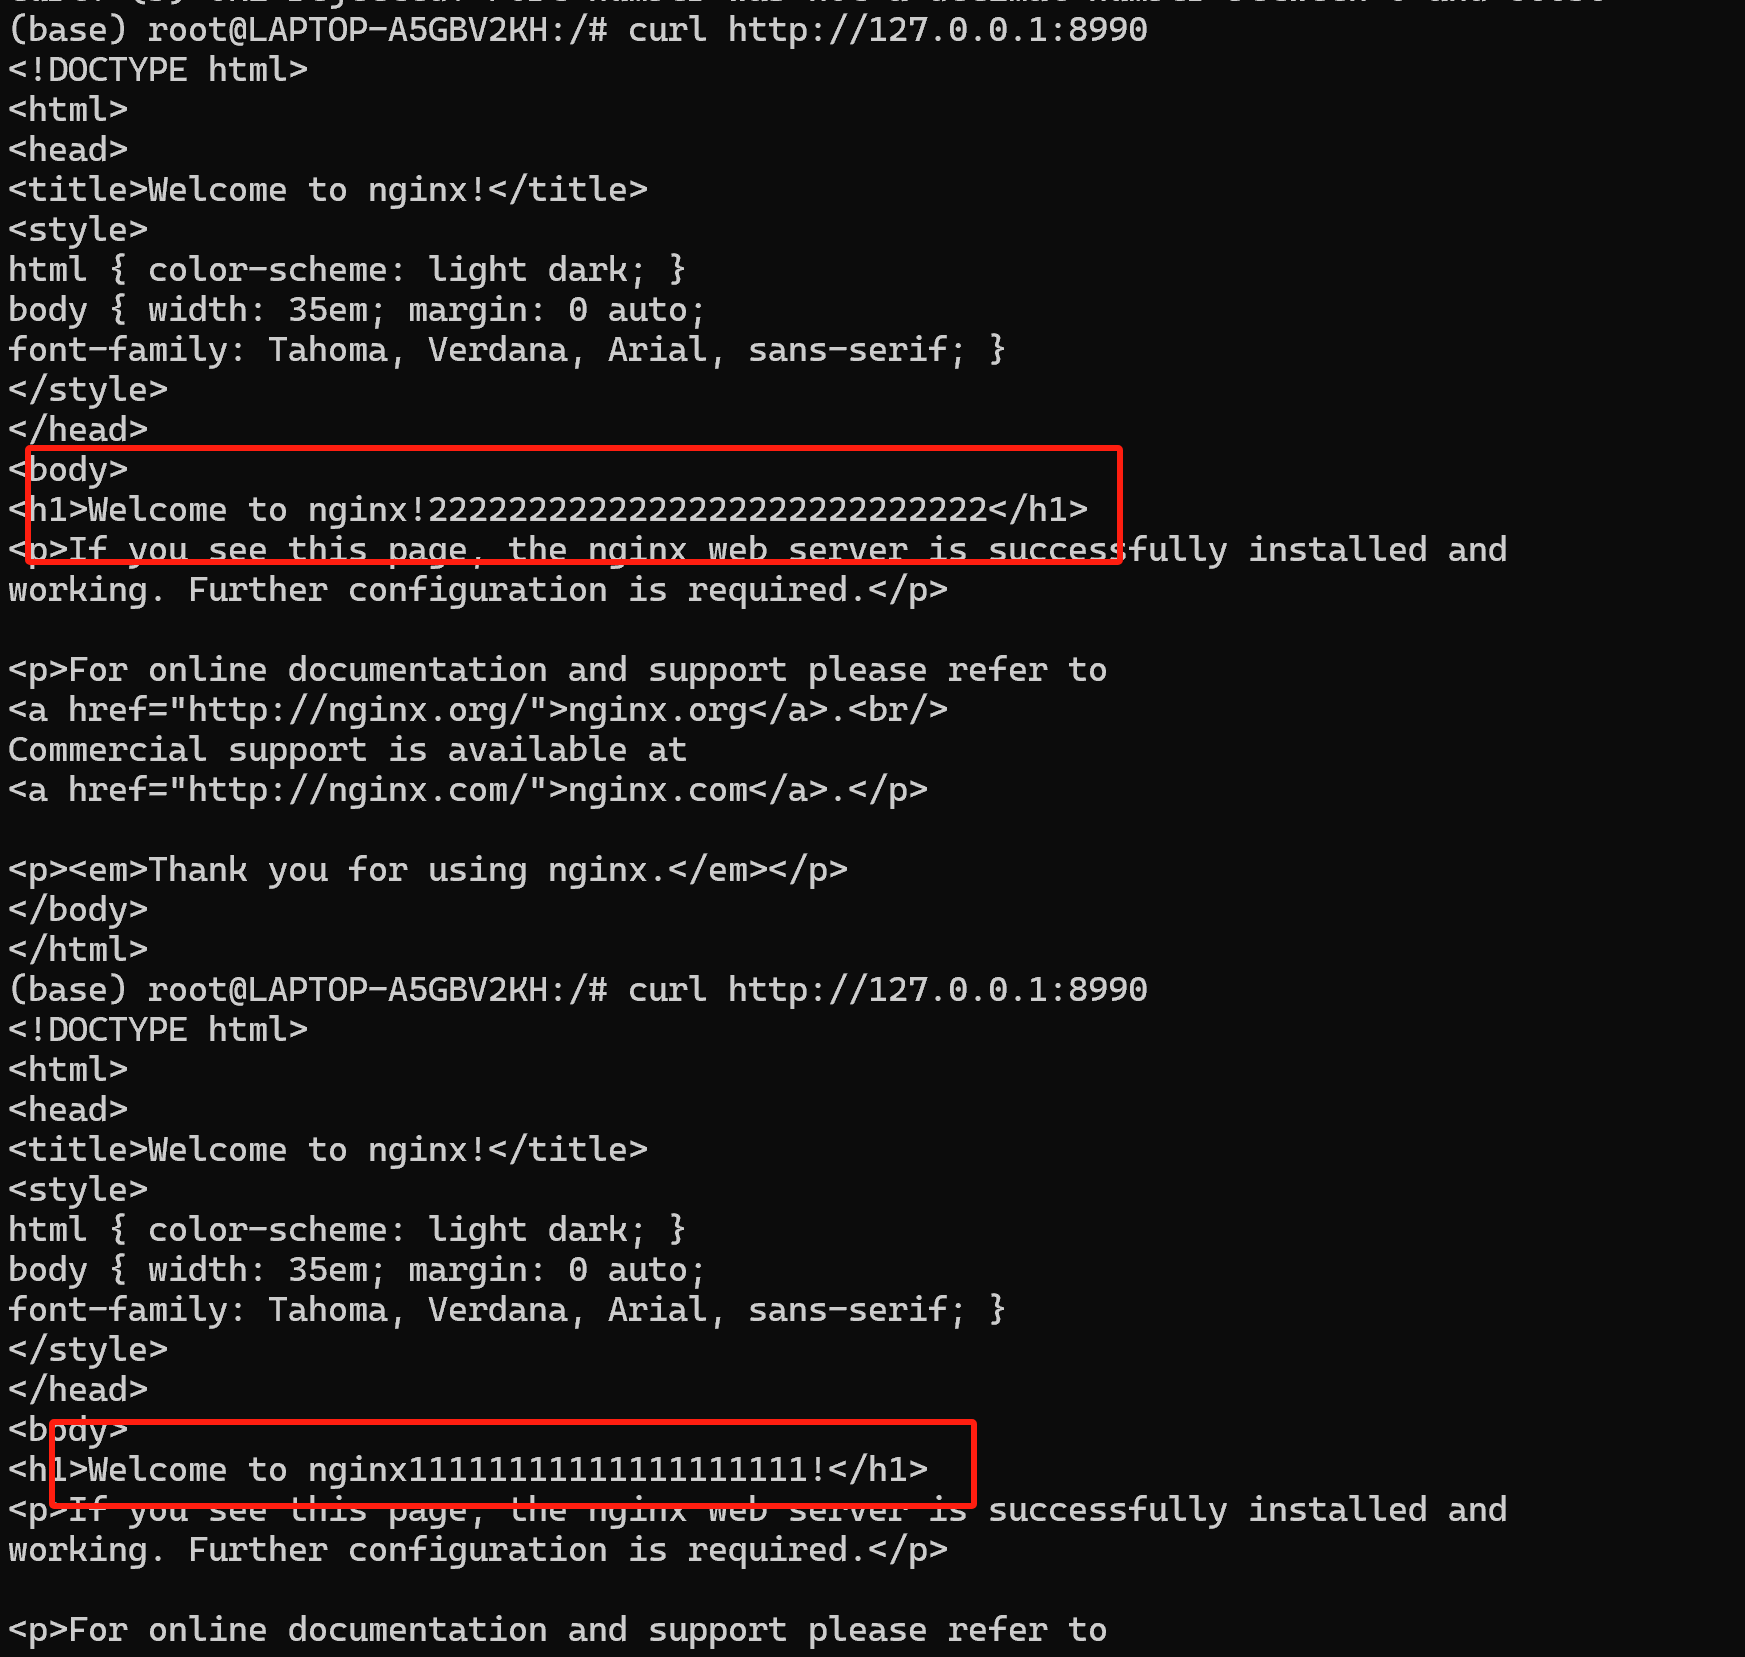 (base) root@LAPTOP-A5GBV2KH:/# curl http://127.0.0.1:8990
<!DOCTYPE html>
<html>
<head>
<title>Welcome to nginx!</title>
<style>
html { color-scheme: light dark; }
body { width: 35em; margin: 0 auto;
font-family: Tahoma, Verdana, Arial, sans-serif; }
</style>
</head>
<body>
<h1>Welcome to nginx!2222222222222222222222222222</h1>
<p>If you see this page, the nginx web server is successfully installed and
working. Further configuration is required.</p>
<p>For online documentation and support please refer to
<a href="http://nginx.org/">nginx.org</a>.<br/>
Commercial support is available at
<a href="http://nginx.com/">nginx.com</a>.</p>
<p><em>Thank you for using nginx.</em></p>
</body>
</html>
(base) root@LAPTOP-A5GBV2KH:/# curl http://127.0.0.1:8990
<!DOCTYPE html>
<html>
<head>
<title>Welcome to nginx!</title>
<style>
html { color-scheme: light dark; }
body { width: 35em; margin: 0 auto;
font-family: Tahoma, Verdana, Arial, sans-serif; }
</style>
</head>
<body>
<h1>Welcome to nginx11111111111111111111!</h1>
<p>If you see this page, the nginx web server is successfully installed and
working. Further configuration is required.</p>
<p>For online documentation and support please refer to